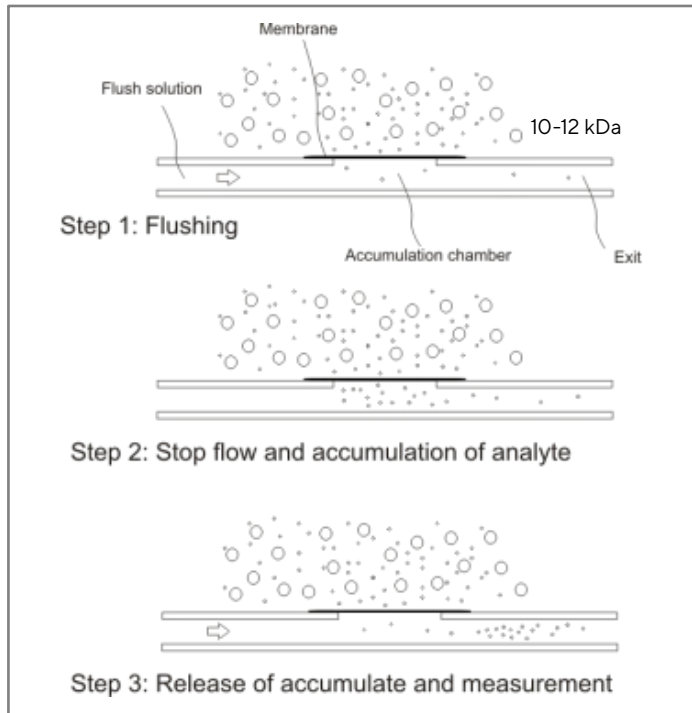 Membrane
Flush solution
10-12 kDa
Step 1: Flushing
Accumulation chamber
Exit
Step 2: Stop flow and accumulation of analyte
Step 3: Release of accumulate and measurement